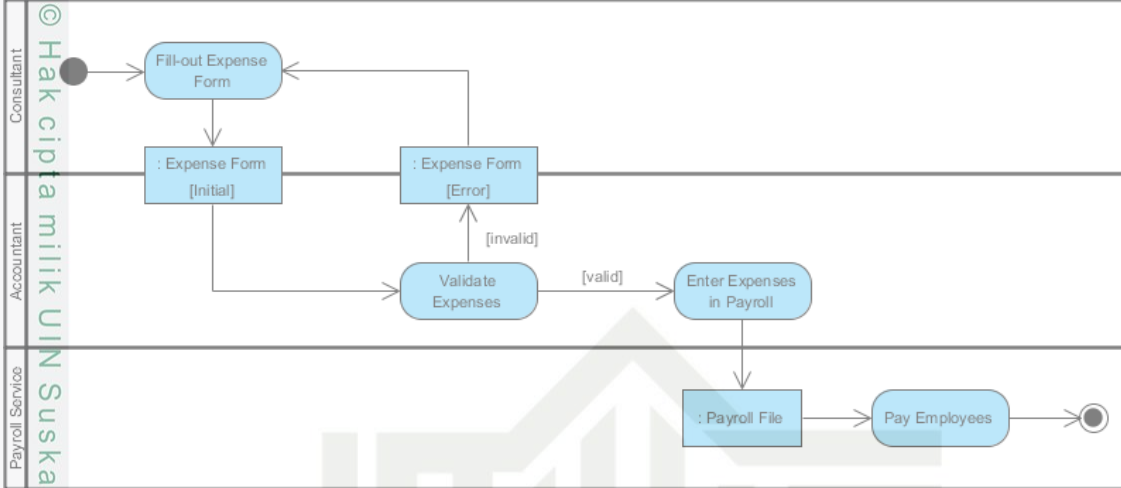 Consultant
Accountant
Payroll Service
© Hak cipta milik UIN Suska
Fill-out Expense
Form
: Expense Form
[Initial]
: Expense Form
[Error]
[invalid]
Validate
Expenses
[valid]
Enter Expenses
in Payroll
: Payroll File
Pay Employees